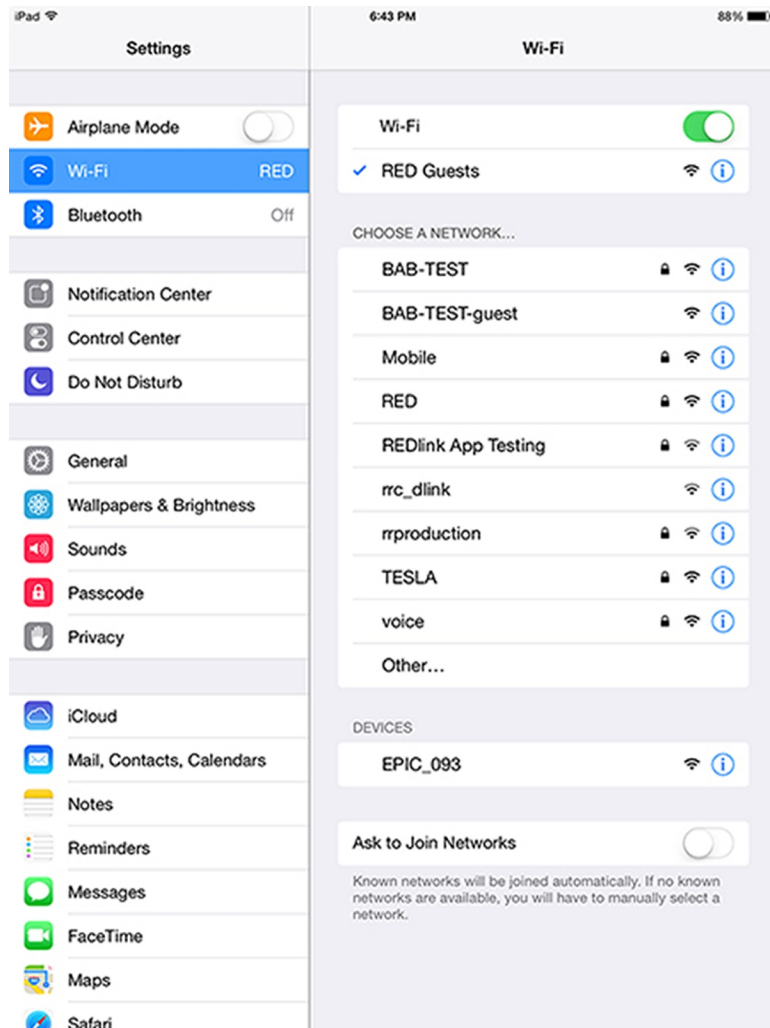 iPad 6:43 PM 88%
Settings
Airplane Mode
Wi-Fi RED
Bluetooth Off
Notification Center
Control Center
Do Not Disturb
General
Wallpapers & Brightness
Sounds
Passcode
Privacy
iCloud
Mail, Contacts, Calendars
Notes
Reminders
Messages
FaceTime
Maps
Safari
Wi-Fi
Wi-Fi
RED Guests
CHOOSE A NETWORK...
BAB-TEST
BAB-TEST-guest
Mobile
RED
REDlink App Testing
rrc_dlink
rrproduction
TESLA
voice
Other...
DEVICES
EPIC_093
Ask to Join Networks
Known networks will be joined automatically. If no known
networks are available, you will have to manually select a
network.